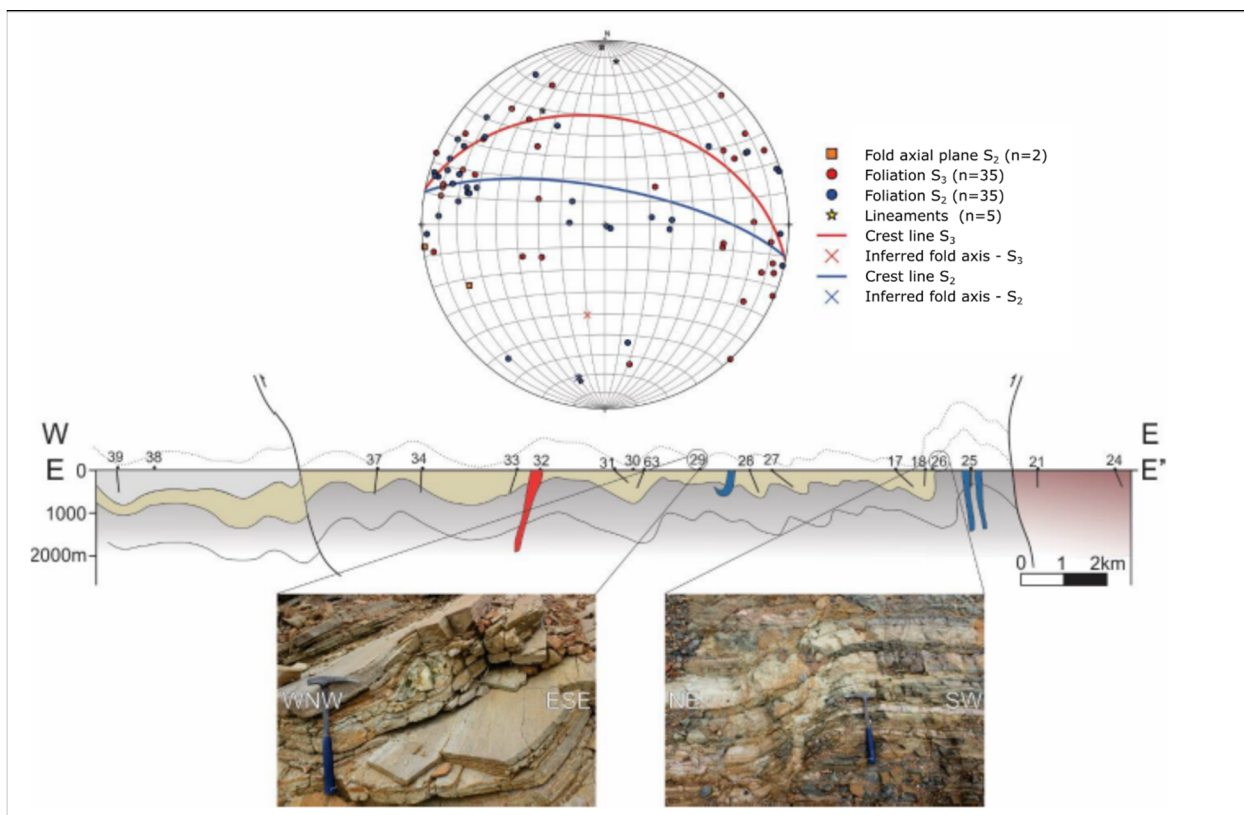 N
Fold axial plane S₂ (n=2)
Foliation S₃ (n=35)
Foliation S₂ (n=35)
Lineaments (n=5)
Crest line S₃
Inferred fold axis - S₃
Crest line S₂
Inferred fold axis - S₂
W
E
E
E"
39 38 37 34 33 32 31 30 63 29 28 27 17 18 26 25 21 24
0
1000
2000m
0 1 2km
WNW ESE
NE SW